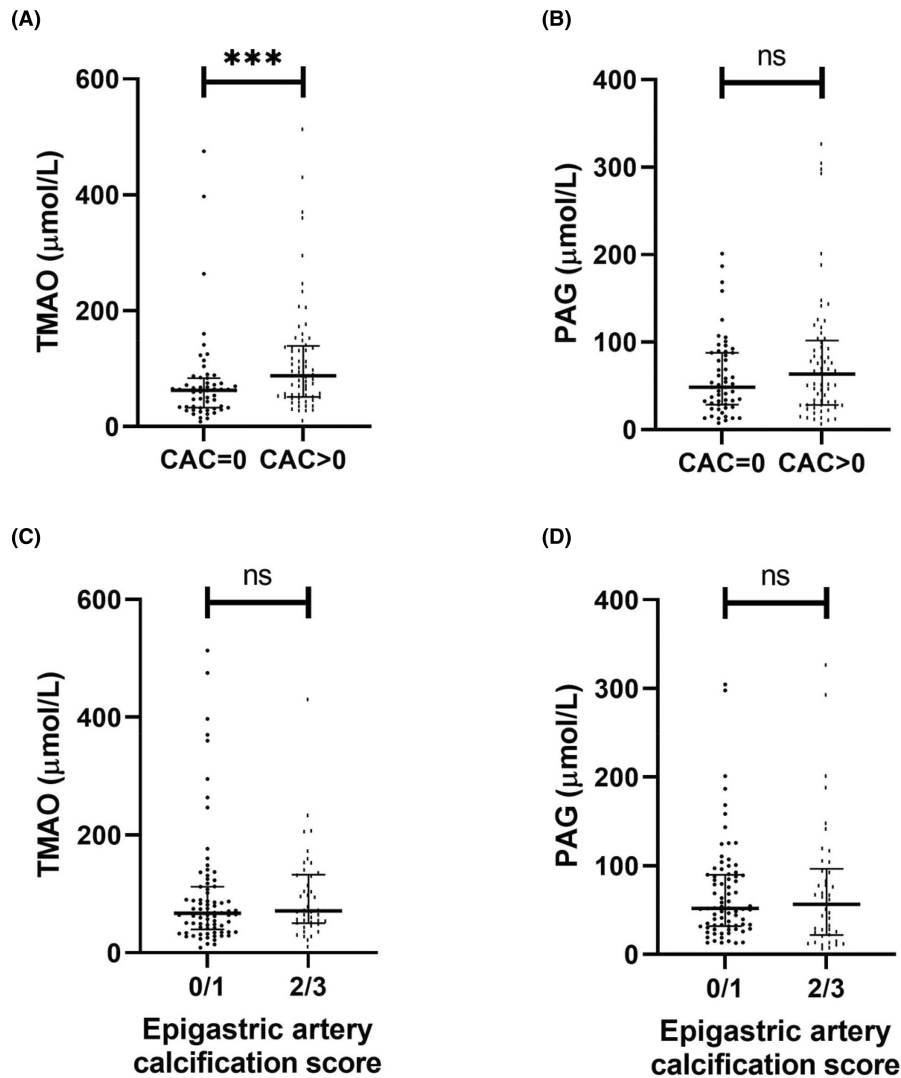 (A)
(B)
***
ns
600
400
200
0
TMAO (μmol/L)
CAC=0 CAC>0
400
300
200
100
0
PAG (μmol/L)
CAC=0 CAC>0
(C)
(D)
ns
ns
600
400
200
0
TMAO (μmol/L)
0/1 2/3
Epigastric artery
calcification score
400
300
200
100
0
PAG (μmol/L)
0/1 2/3
Epigastric artery
calcification score